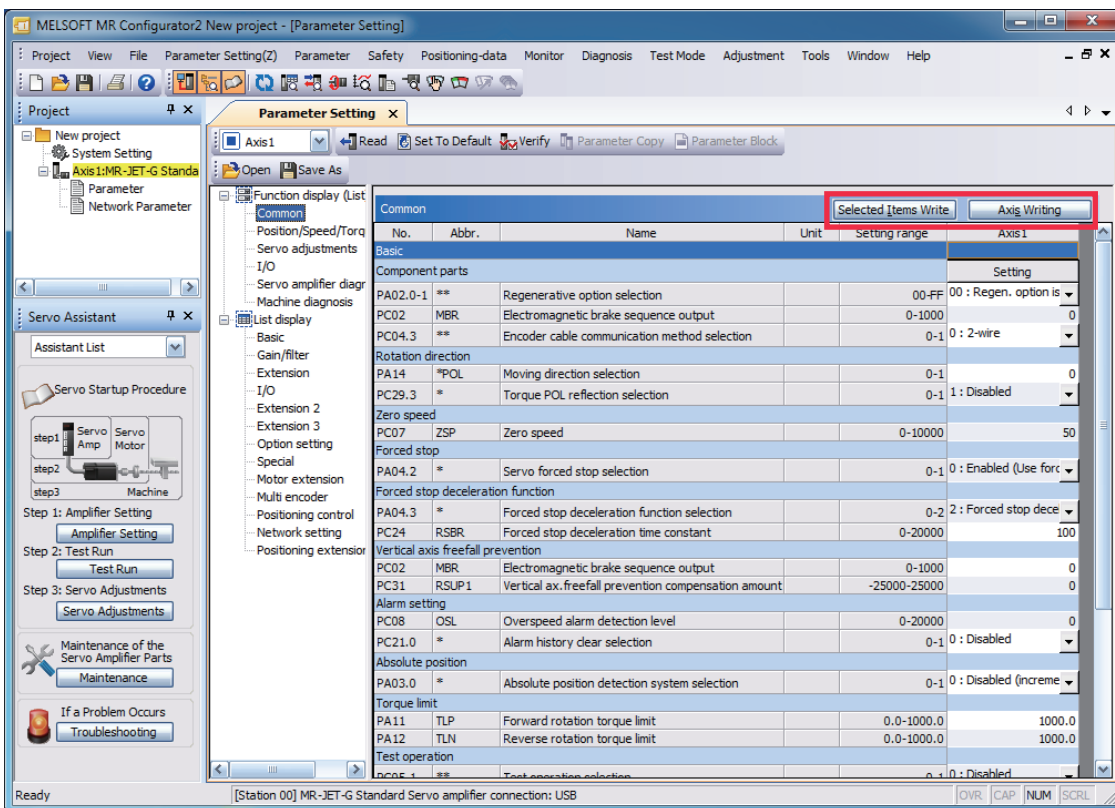 MELSOFT MR Configurator2 New project - [Parameter Setting]
Project View File Parameter Setting(Z) Parameter Safety Positioning-data Monitor Diagnosis Test Mode Adjustment Tools Window Help
Project
New project
System Setting
Axis1:MR-JET-G Standa
Parameter
Network Parameter
Servo Assistant
Assistant List
Servo Startup Procedure
step1 Servo Amp Servo Motor
step2
step3 Machine
Step 1: Amplifier Setting
Amplifier Setting
Step 2: Test Run
Test Run
Step 3: Servo Adjustments
Servo Adjustments
Maintenance of the
Servo Amplifier Parts
Maintenance
If a Problem Occurs
Troubleshooting
Parameter Setting
Axis1 Read Set To Default Verify Parameter Copy Parameter Block
Open Save As
Function display (List
Common
Position/Speed/Torq
Servo adjustments
I/O
Servo amplifier diagr
Machine diagnosis
List display
Basic
Gain/filter
Extension
I/O
Extension 2
Extension 3
Option setting
Special
Motor extension
Multi encoder
Positioning control
Network setting
Positioning extension
Common Selected Items Write Axis Writing
No. Abbr. Name Unit Setting range Axis1
Basic
Component parts Setting
PA02.0-1 ** Regenerative option selection 00-FF 00 : Regen. option is
PC02 MBR Electromagnetic brake sequence output 0-1000 0
PC04.3 ** Encoder cable communication method selection 0-1 0 : 2-wire
Rotation direction
PA14 *POL Moving direction selection 0-1 0
PC29.3 * Torque POL reflection selection 0-1 1 : Disabled
Zero speed
PC07 ZSP Zero speed 0-10000 50
Forced stop
PA04.2 * Servo forced stop selection 0-1 0 : Enabled (Use forc
Forced stop deceleration function
PA04.3 * Forced stop deceleration function selection 0-2 2 : Forced stop decel
PC24 RSBR Forced stop deceleration time constant 0-20000 100
Vertical axis freefall prevention
PC02 MBR Electromagnetic brake sequence output 0-1000 0
PC31 RSUP1 Vertical ax.freefall prevention compensation amount -25000-25000 0
Alarm setting
PC08 OSL Overspeed alarm detection level 0-20000 0
PC21.0 * Alarm history clear selection 0-1 0 : Disabled
Absolute position
PA03.0 * Absolute position detection system selection 0-1 0 : Disabled (increme
Torque limit
PA11 TLP Forward rotation torque limit 0.0-1000.0 1000.0
PA12 TLN Reverse rotation torque limit 0.0-1000.0 1000.0
Test operation
PC05.1 ** Test operation selection 0-1 0 : Disabled
Ready [Station 00] MR-JET-G Standard Servo amplifier connection: USB OVR CAP NUM SCRL